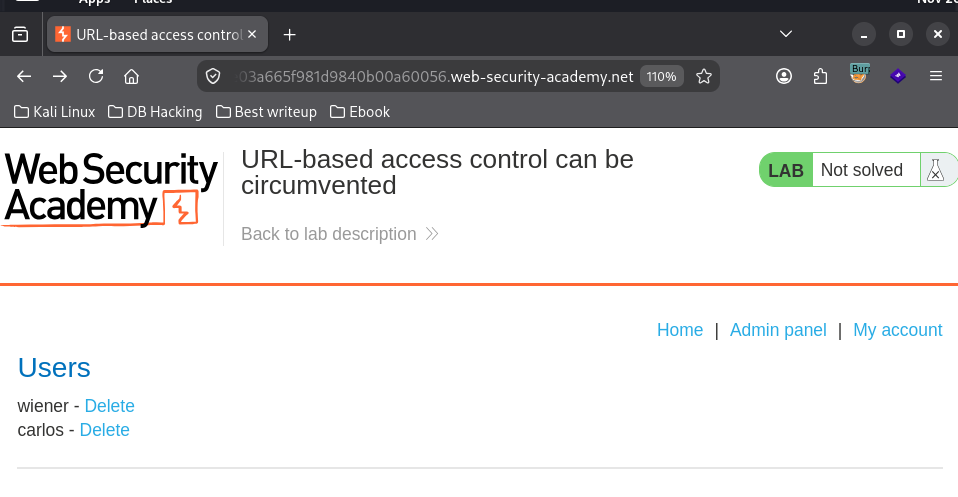 Apps Places Nov 20
URL-based access control
03a665f981d9840b00a60056.web-security-academy.net 110%
Kali Linux DB Hacking Best writeup Ebook
Web Security
Academy
URL-based access control can be
circumvented
LAB Not solved
Back to lab description
Home | Admin panel | My account
Users
wiener - Delete
carlos - Delete